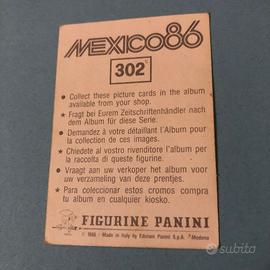 MEXICO86
302
• Collect these picture cards in the album
available from your shop.
★ Fragt bei Eurem Zeitschriftenhändler nach
dem Album für diese Serie.
• Demandez à votre détaillant l'Album pour
la collection de ces images.
★ Chiedete al vostro rivenditore l'album per
la raccolta di queste figurine.
• Vraagt aan uw verkoper het album voor
uw verzameling van deze prentjes.
★ Para coleccionar estos cromos compra
tu album en cualquier kiosko.
FIGURINE PANINI
© 1986 - Made in Italy by Edizioni Panini S.p.A. - Modena
subito